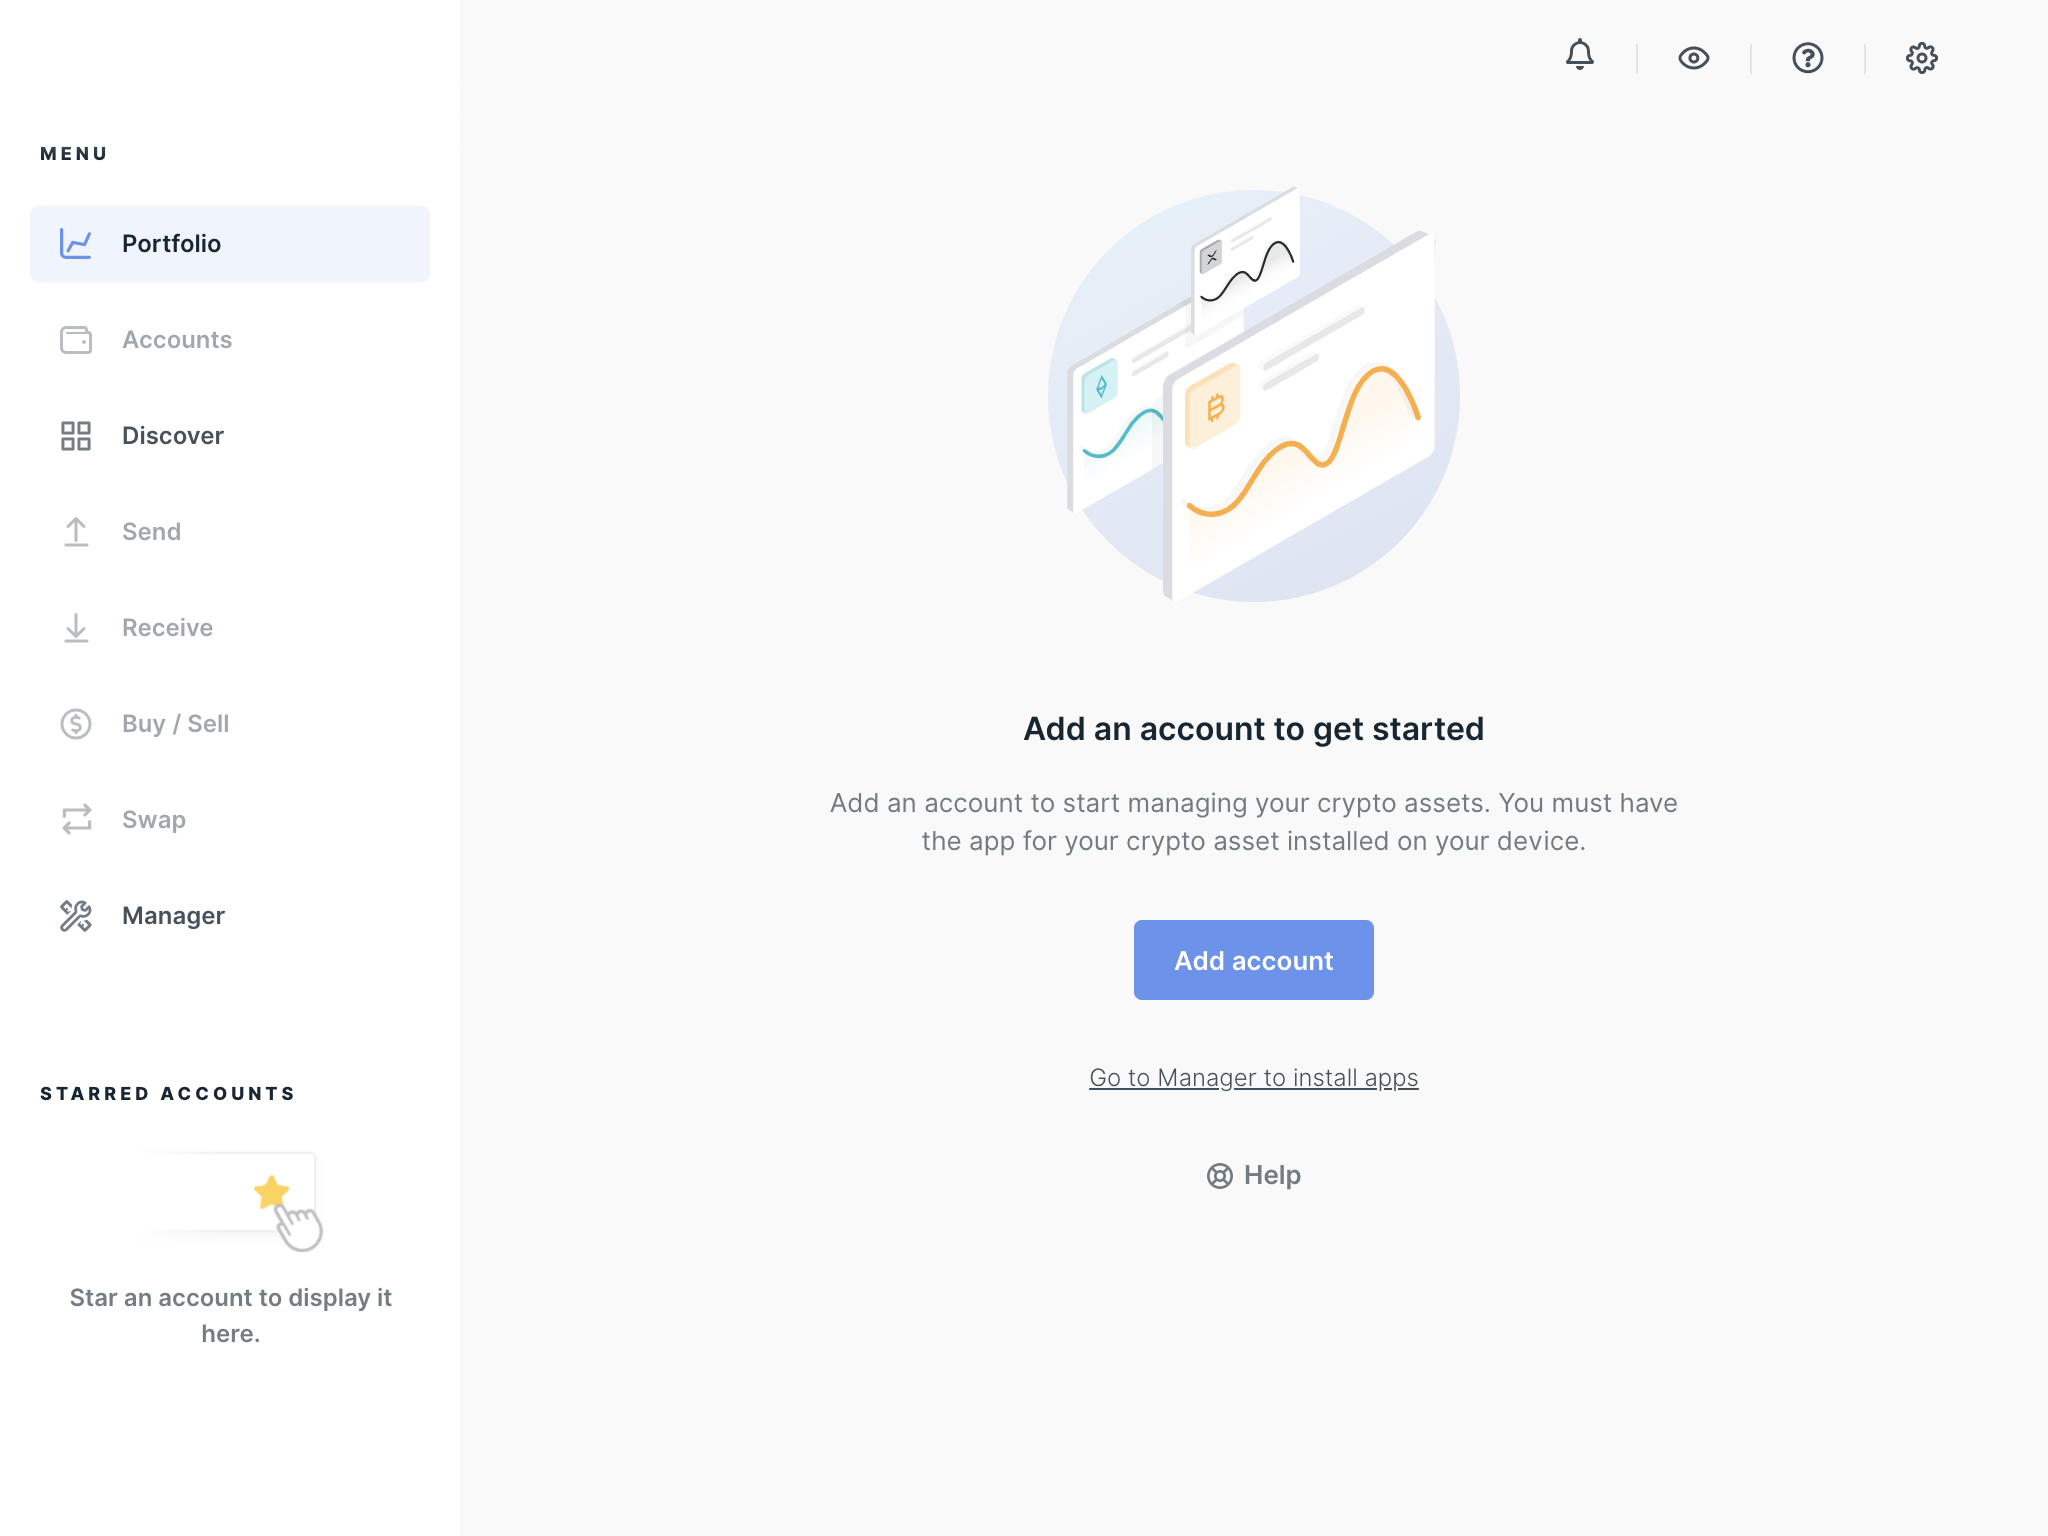 MENU
Portfolio
Accounts
Discover
Send
Receive
Buy / Sell
Swap
Manager
STARRED ACCOUNTS
Star an account to display it
here.
Add an account to get started
Add an account to start managing your crypto assets. You must have
the app for your crypto asset installed on your device.
Add account
Go to Manager to install apps
Help